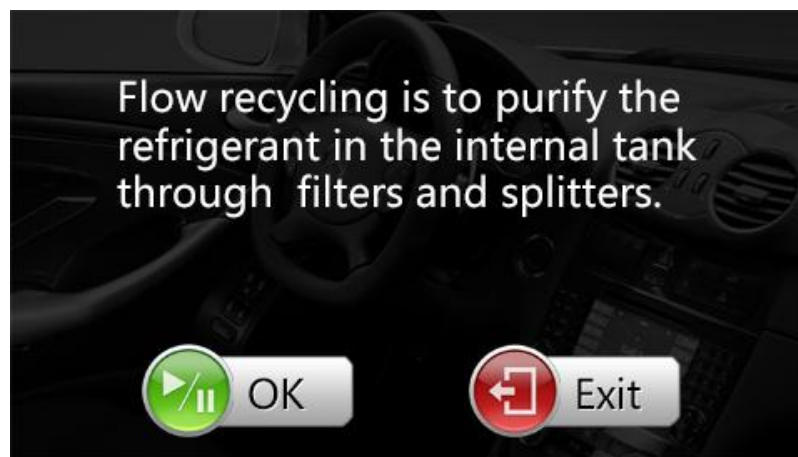 Flow recycling is to purify the
refrigerant in the internal tank
through  filters and splitters.
OK
Exit